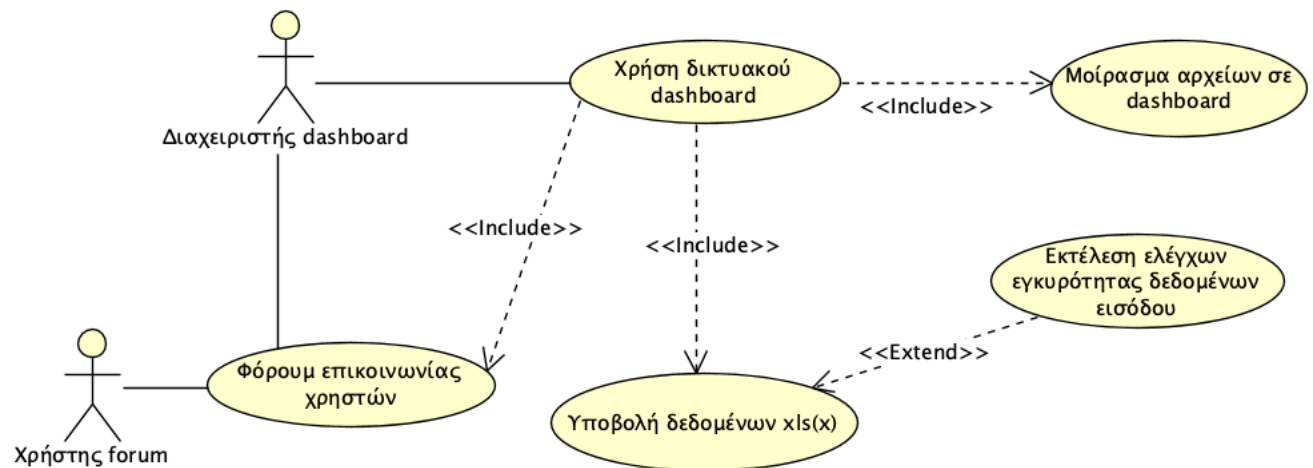 Χρήση δικτυακού
dashboard
Μοίρασμα αρχείων σε
dashboard
<<Include>>
Διαχειριστής dashboard
<<Include>>
<<Include>>
Εκτέλεση ελέγχων
εγκυρότητας δεδομένων
εισόδου
<<Extend>>
Φόρουμ επικοινωνίας
χρηστών
Υποβολή δεδομένων xls(x)
Χρήστης forum